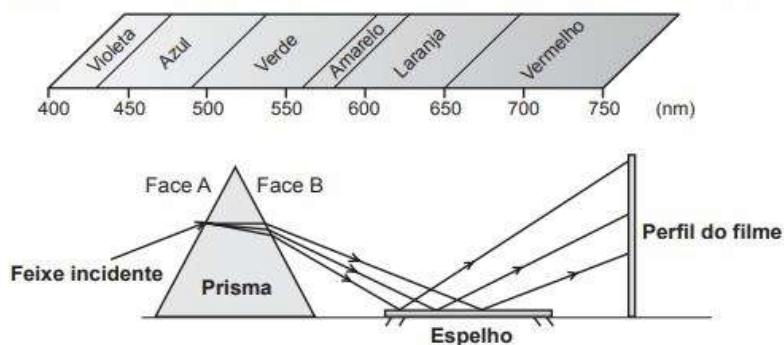 Violeta Azul Verde Amarelo Laranja Vermelho
400 450 500 550 600 650 700 750 (nm)
Face A Face B
Perfil do filme
Feixe incidente
Prisma
Espelho